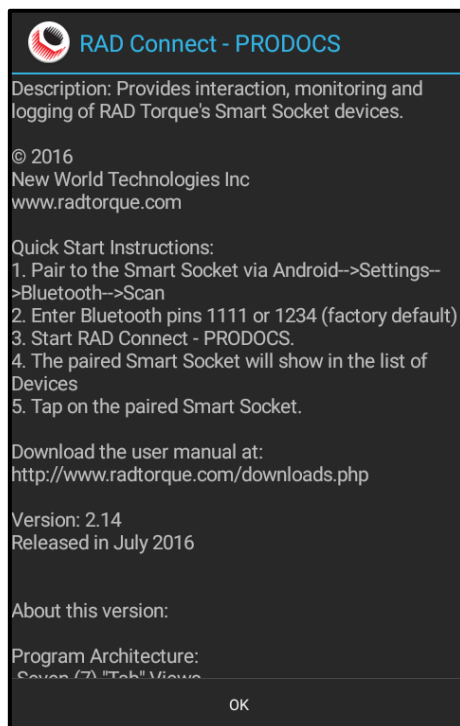 RAD Connect - PRODOCS
Description: Provides interaction, monitoring and
logging of RAD Torque's Smart Socket devices.
© 2016
New World Technologies Inc
www.radtorque.com
Quick Start Instructions:
1. Pair to the Smart Socket via Android-->Settings--
>Bluetooth-->Scan
2. Enter Bluetooth pins 1111 or 1234 (factory default)
3. Start RAD Connect - PRODOCS.
4. The paired Smart Socket will show in the list of
Devices
5. Tap on the paired Smart Socket.
Download the user manual at:
http://www.radtorque.com/downloads.php
Version: 2.14
Released in July 2016
About this version:
Program Architecture:
Seven (7) "Tab" Views
OK